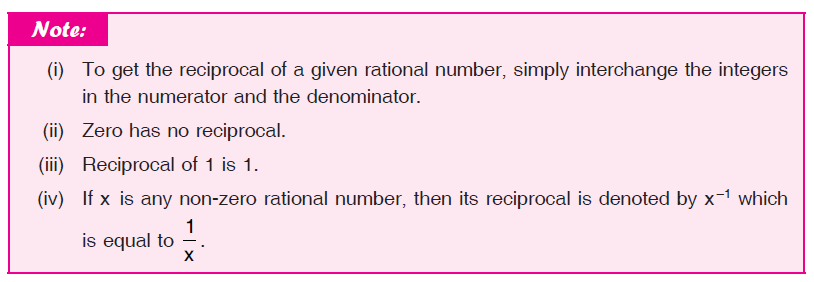 Note:
(i) To get the reciprocal of a given rational number, simply interchange the integers
in the numerator and the denominator.
(ii) Zero has no reciprocal.
(iii) Reciprocal of 1 is 1.
(iv) If x is any non-zero rational number, then its reciprocal is denoted by x⁻¹ which
is equal to 1/x.